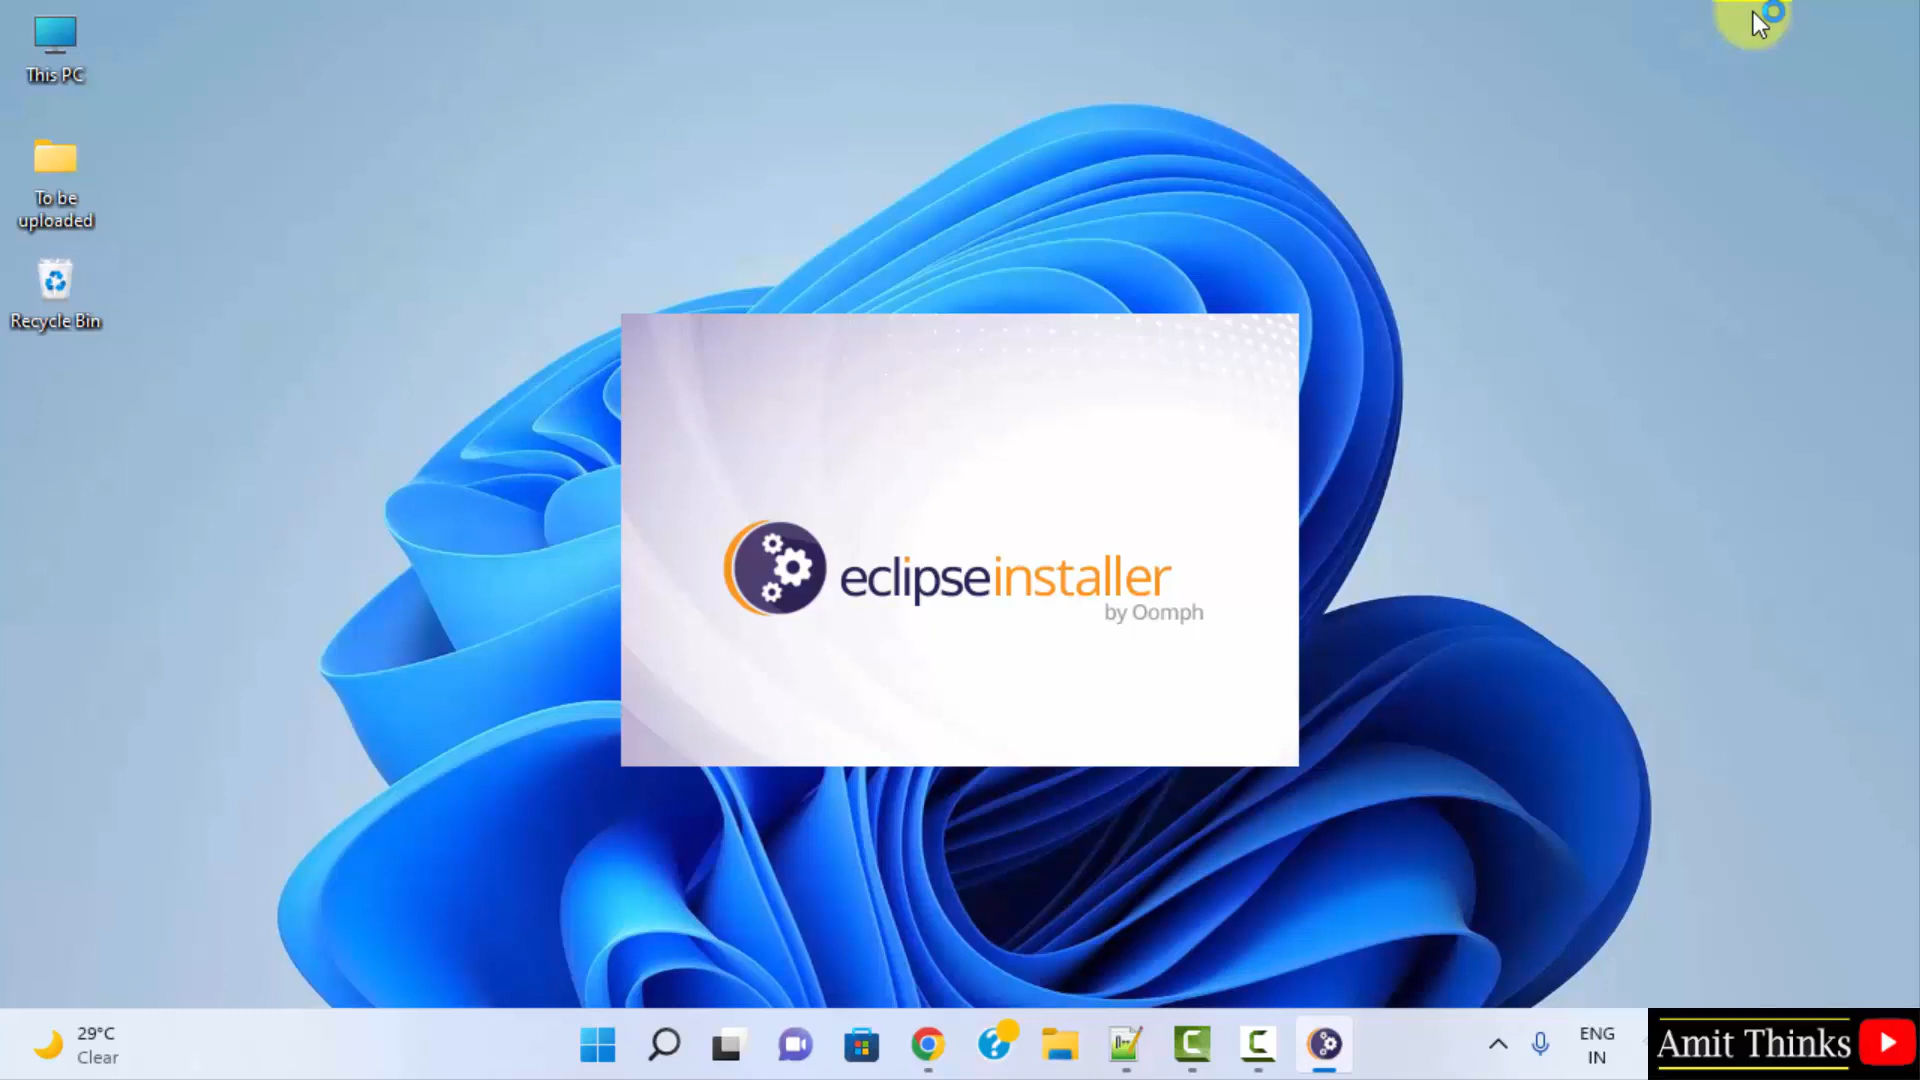 This PC
To be
uploaded
Recycle Bin
eclipseinstaller
by Oomph
29°C
Clear
ENG
IN
Amit Thinks